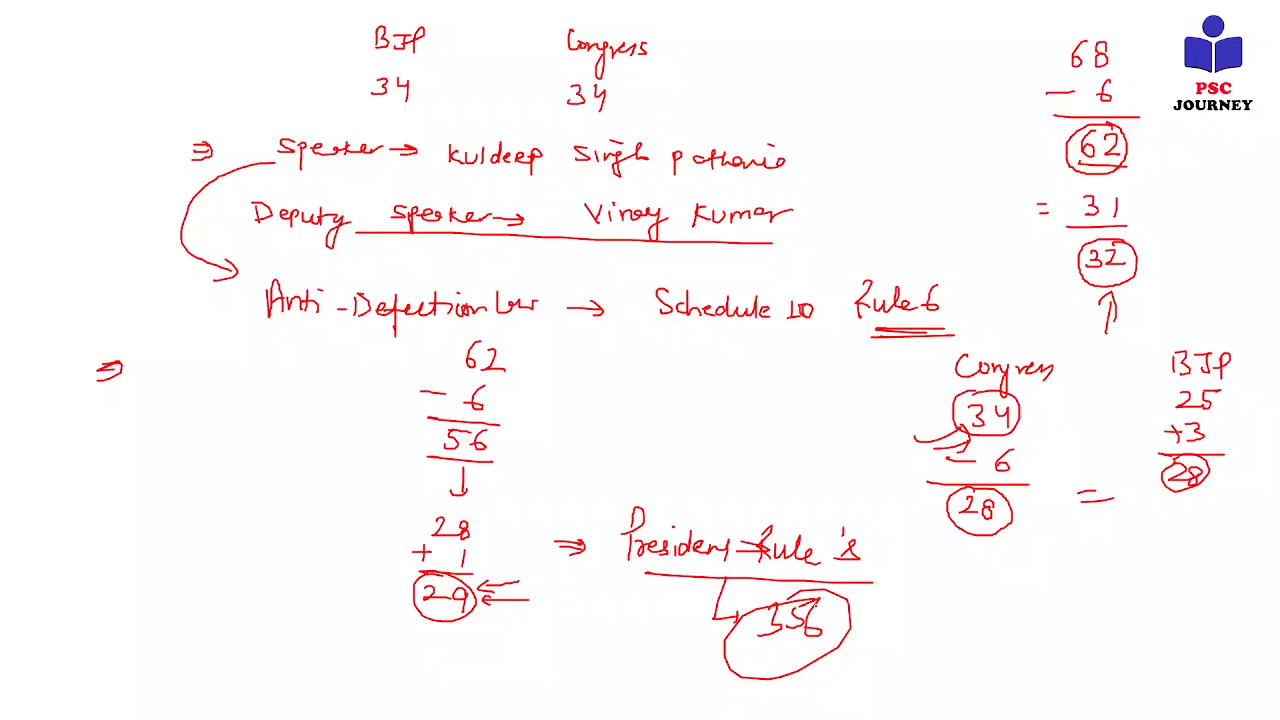 BJP Congress
34 34
68
- 6
62
= 31
32
PSC
JOURNEY
⇒ Speaker → Kuldeep Singh Pathania
Deputy Speaker → Vinay Kumar
Anti-Defection Law → Schedule 10 Rule 6
⇒
62
- 6
56
↓
28
+ 1
29
Congress
34
- 6
28 =
BJP
25
+3
28
⇒ President Rule's
356